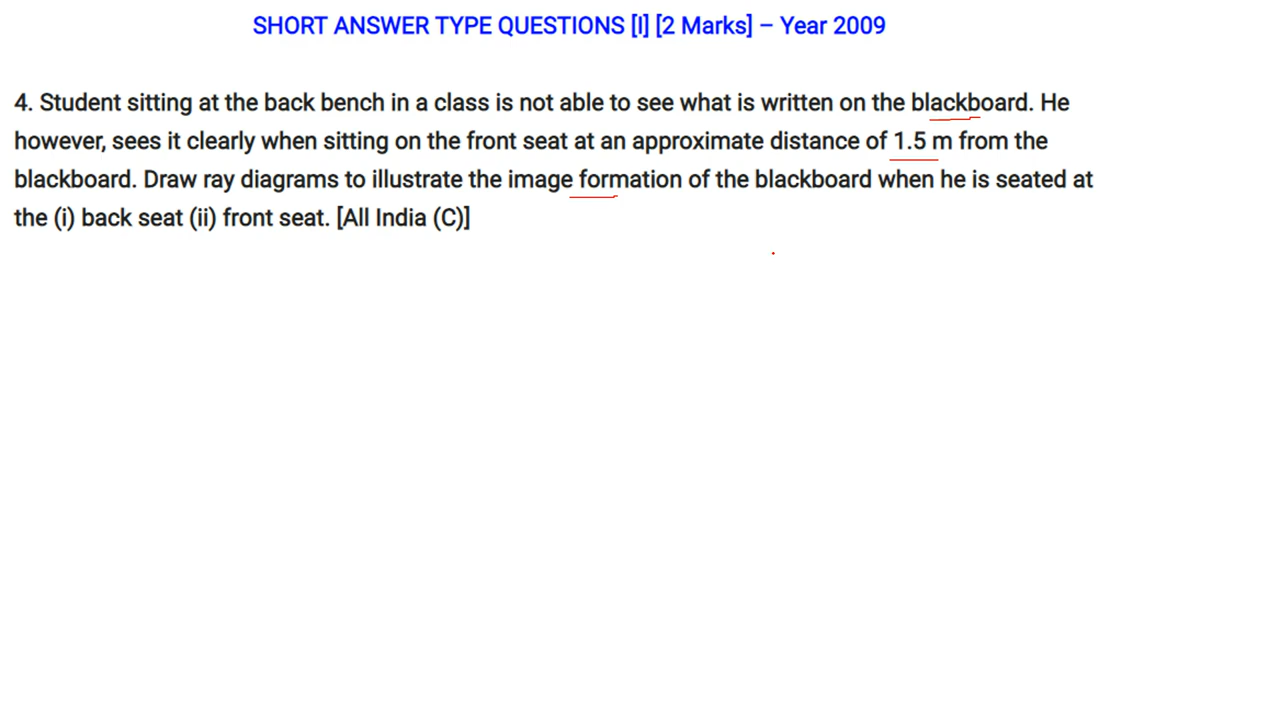 SHORT ANSWER TYPE QUESTIONS [I] [2 Marks] – Year 2009
4. Student sitting at the back bench in a class is not able to see what is written on the blackboard. He
however, sees it clearly when sitting on the front seat at an approximate distance of 1.5 m from the
blackboard. Draw ray diagrams to illustrate the image formation of the blackboard when he is seated at
the (i) back seat (ii) front seat. [All India (C)]